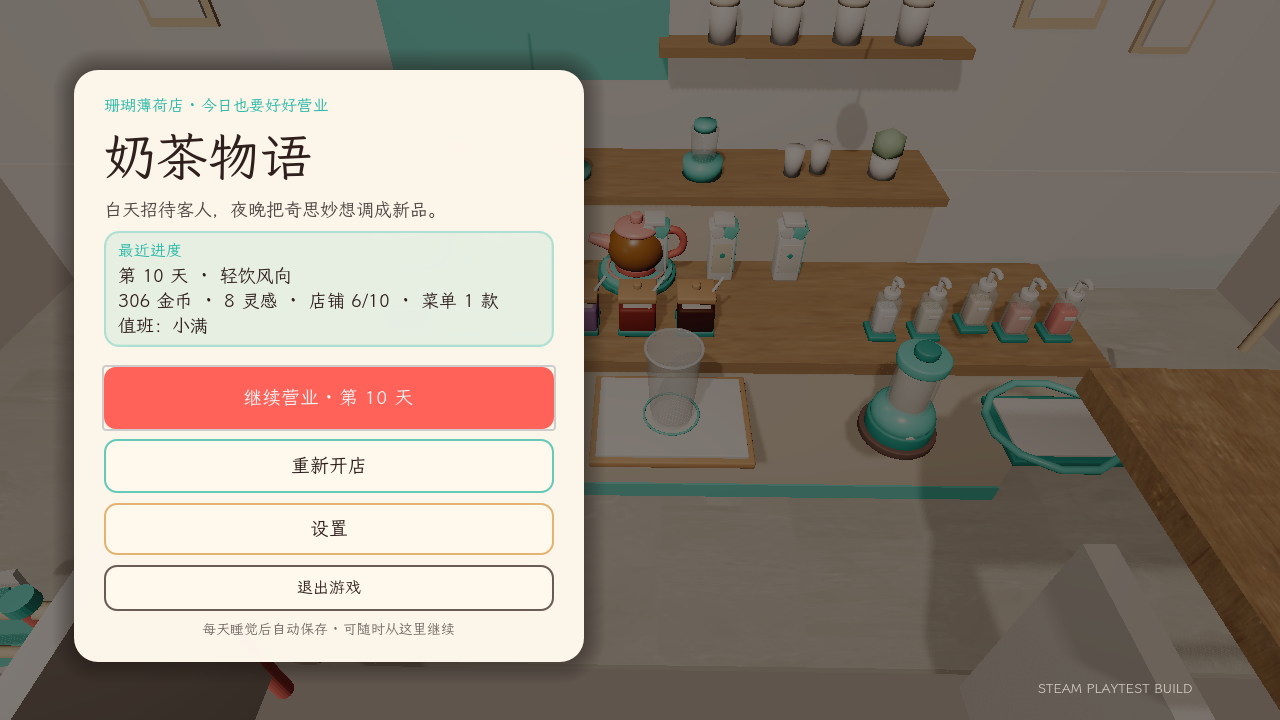 珊瑚薄荷店・今日也要好好营业
奶茶物语
白天招待客人，夜晚把奇思妙想调成新品。
最近进度
第 10 天 · 轻饮风向
306 金币 · 8 灵感 · 店铺 6/10 · 菜单 1 款
值班：小满
继续营业・第 10 天
重新开店
设置
退出游戏
每天睡觉后自动保存・可随时从这里继续
STEAM PLAYTEST BUILD